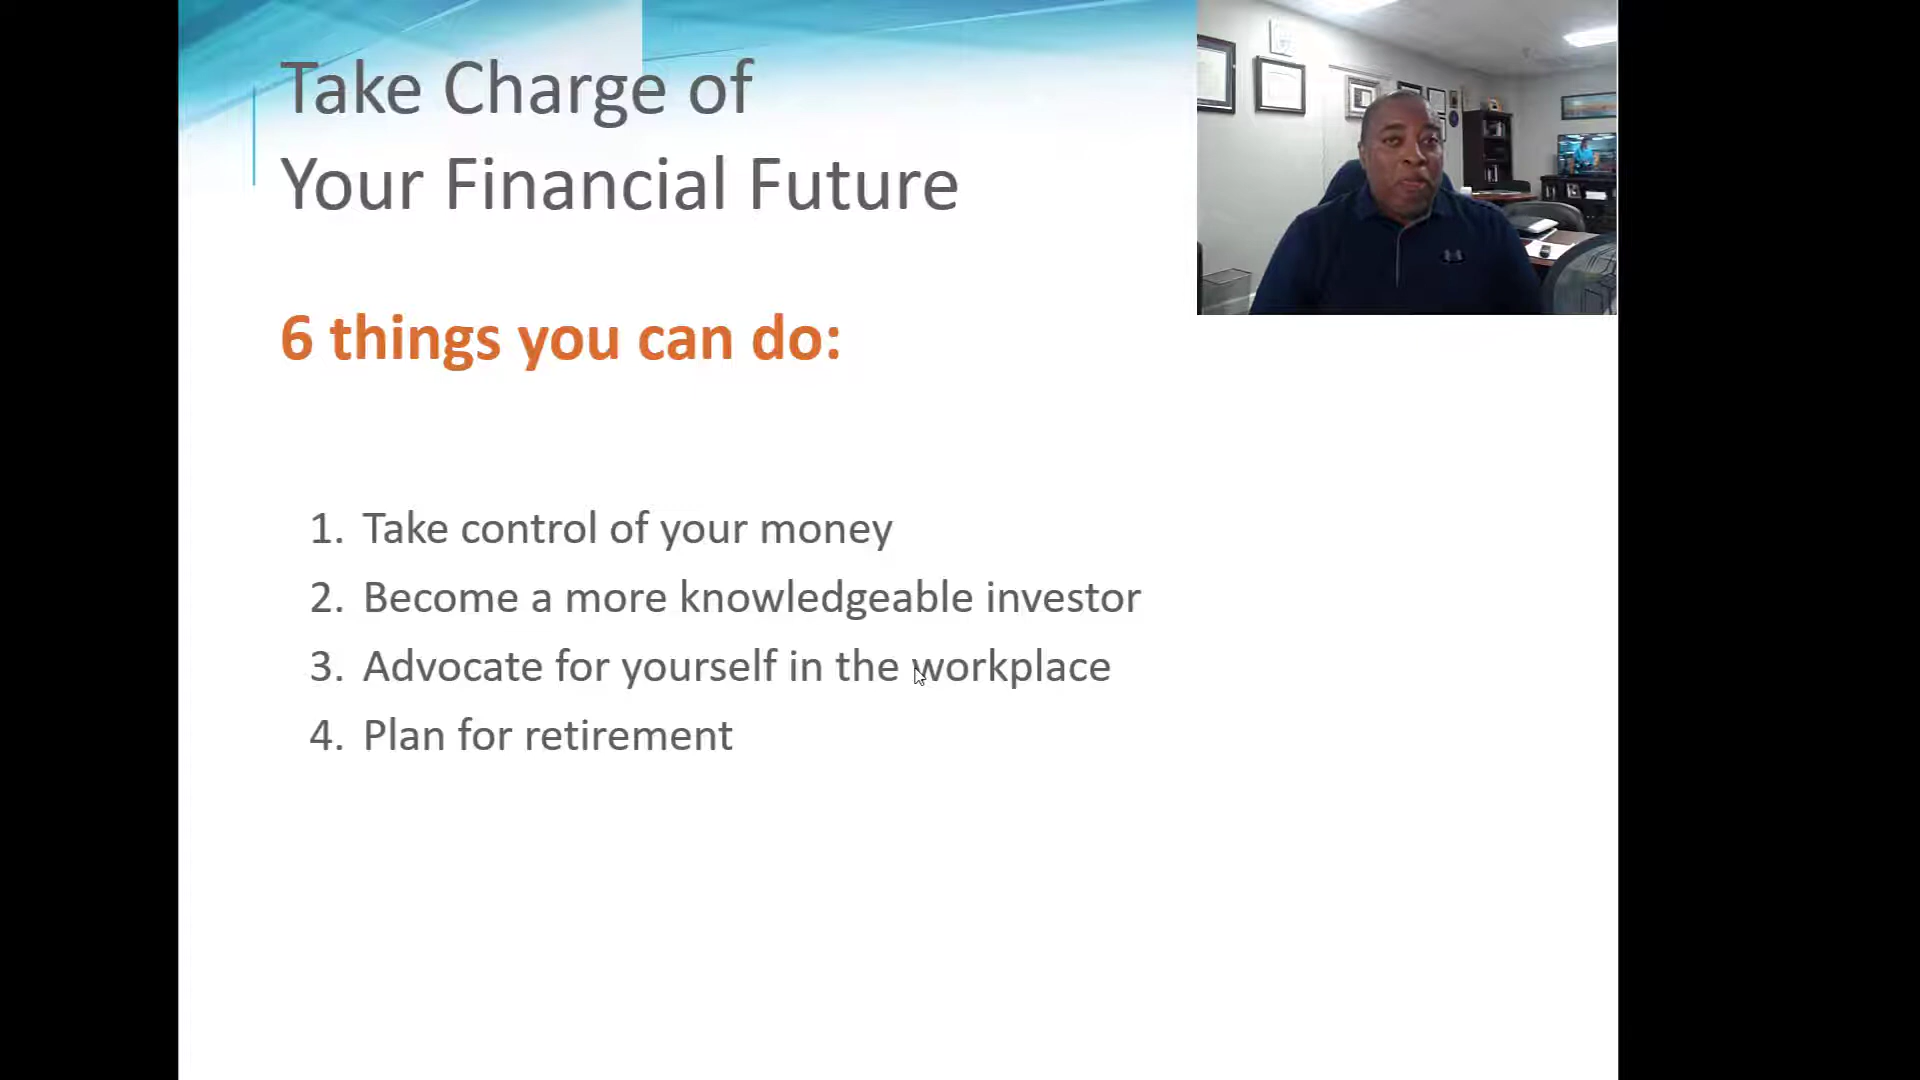 Take Charge of
Your Financial Future
6 things you can do:
1. Take control of your money
2. Become a more knowledgeable investor
3. Advocate for yourself in the workplace
4. Plan for retirement